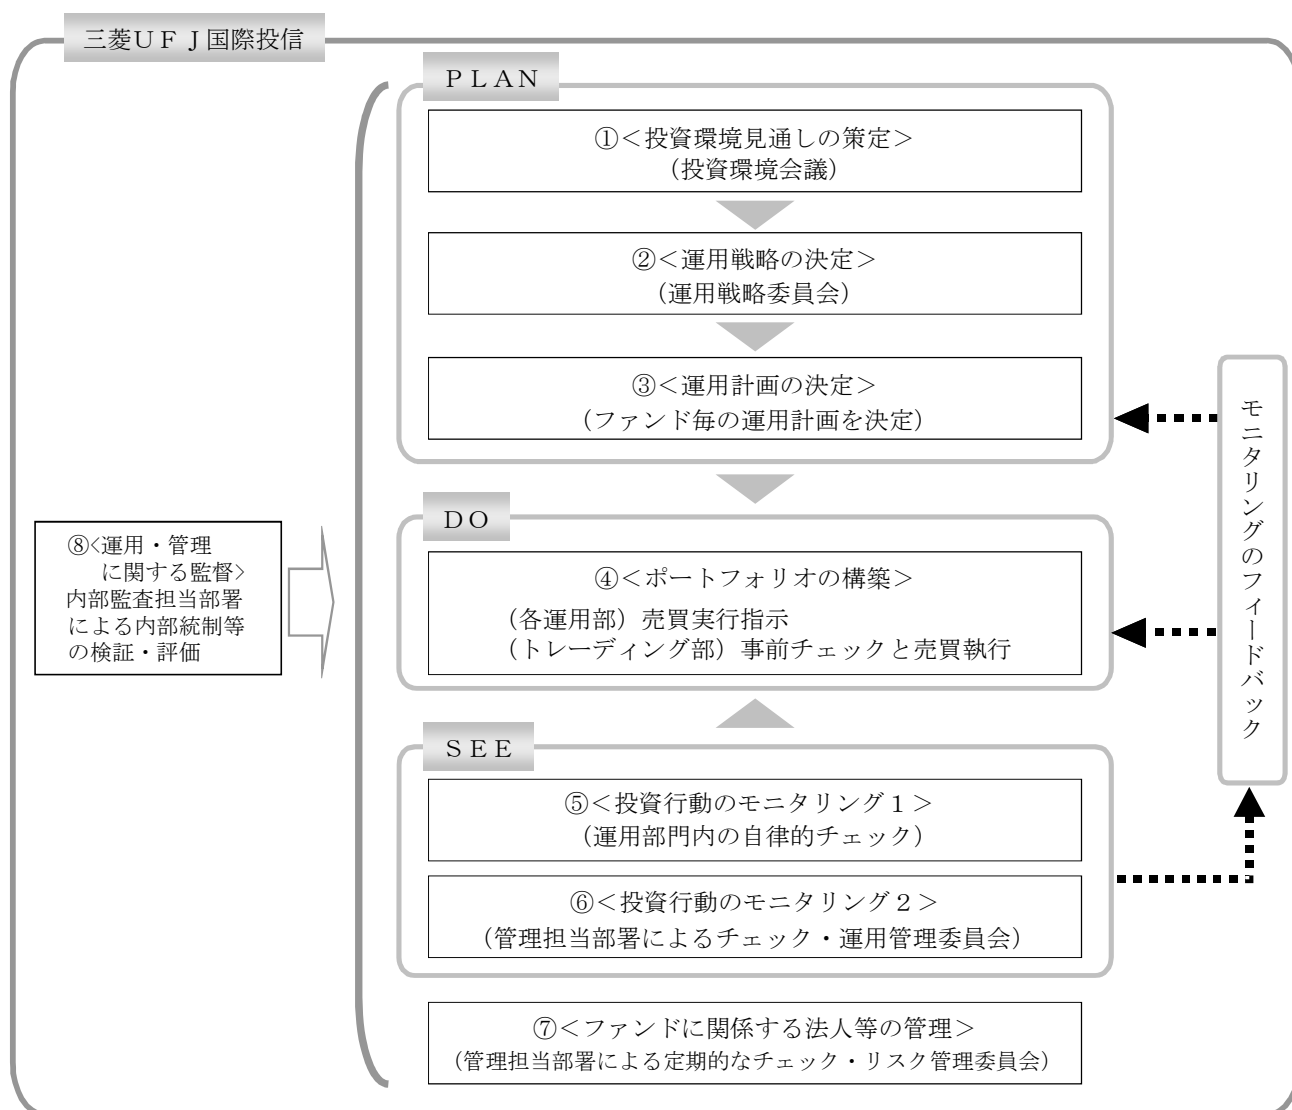 三菱ＵＦＪ国際投信
ＰＬＡＮ
①＜投資環境見通しの策定＞
（投資環境会議）
②＜運用戦略の決定＞
（運用戦略委員会）
③＜運用計画の決定＞
（ファンド毎の運用計画を決定）
ＤＯ
④＜ポートフォリオの構築＞
（各運用部）売買実行指示
（トレーディング部）事前チェックと売買執行
ＳＥＥ
⑤＜投資行動のモニタリング１＞
（運用部門内の自律的チェック）
⑥＜投資行動のモニタリング２＞
（管理担当部署によるチェック・運用管理委員会）
⑦＜ファンドに関係する法人等の管理＞
（管理担当部署による定期的なチェック・リスク管理委員会）
⑧<運用・管理
に関する監督>
内部監査担当部署
による内部統制等
の検証・評価
モニタリングのフィードバック